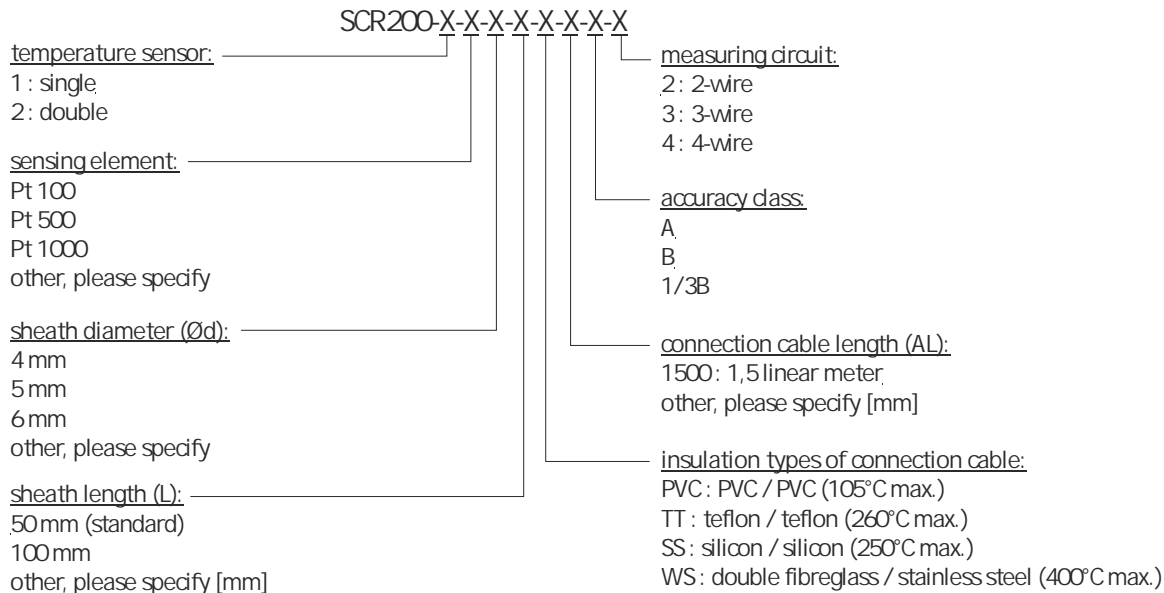 SCR200-X-X-X-X-X-X-X-X
temperature sensor:
1 : single
2 : double
sensing element:
Pt 100
Pt 500
Pt 1000
other, please specify
sheath diameter (Ød):
4 mm
5 mm
6 mm
other, please specify
sheath length (L):
50 mm (standard)
100 mm
other, please specify [mm]
measuring circuit:
2 : 2-wire
3 : 3-wire
4 : 4-wire
accuracy class:
A
B
1/3B
connection cable length (AL):
1500 : 1,5 linear meter
other, please specify [mm]
insulation types of connection cable:
PVC : PVC / PVC (105°C max.)
TT : teflon / teflon (260°C max.)
SS : silicon / silicon (250°C max.)
WS : double fibreglass / stainless steel (400°C max.)